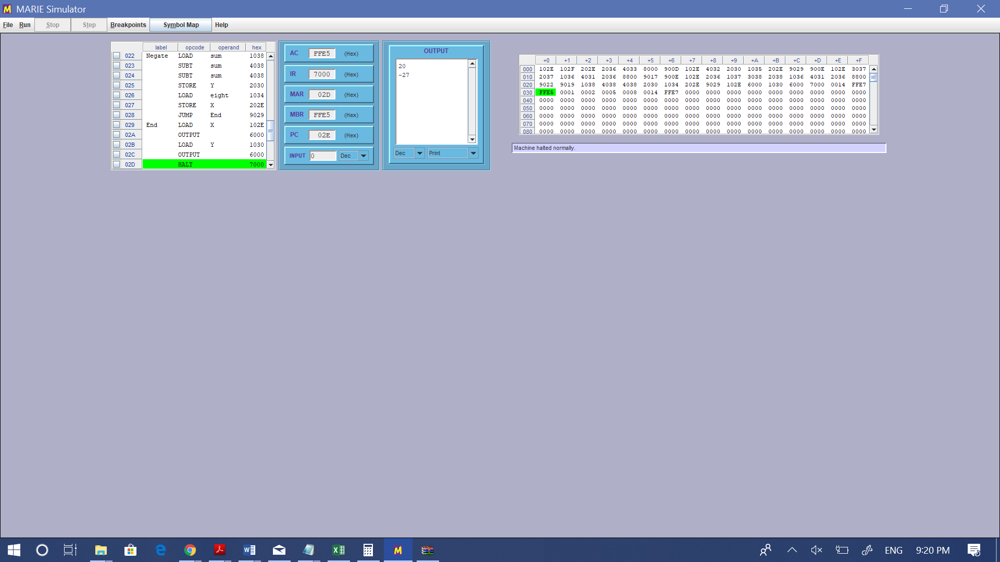 MARIE Simulator
File Run Stop Step Breakpoints Symbol Map Help
label opcode operand hex
022 Negate LOAD sum 1038
023 SUBT sum 4038
024 SUBT sum 4038
025 STORE Y 2030
026 LOAD eight 1034
027 STORE X 202E
028 JUMP End 9029
029 End LOAD X 102E
02A OUTPUT 6000
02B LOAD Y 1030
02C OUTPUT 6000
02D HALT 7000
AC FFE5 (Hex)
IR 7000 (Hex)
MAR 02D (Hex)
MBR FFE5 (Hex)
PC 02E (Hex)
INPUT 0 Dec
OUTPUT
20
-27
Dec Print
+0 +1 +2 +3 +4 +5 +6 +7 +8 +9 +A +B +C +D +E +F
000 102E 102F 202E 2036 4033 8000 900D 102E 4032 2030 1035 202E 9029 900E 102E 3037
010 2037 1036 4031 2036 8800 9017 900E 102E 2036 1037 3038 2038 1036 4031 2036 8800
020 9022 9019 1038 4038 4038 2030 1034 202E 9029 102E 6000 1030 6000 7000 0014 FFE7
030 FFE5 0001 0002 0005 0008 0014 FFE7 0000 0000 0000 0000 0000 0000 0000 0000 0000
040 0000 0000 0000 0000 0000 0000 0000 0000 0000 0000 0000 0000 0000 0000 0000 0000
050 0000 0000 0000 0000 0000 0000 0000 0000 0000 0000 0000 0000 0000 0000 0000 0000
060 0000 0000 0000 0000 0000 0000 0000 0000 0000 0000 0000 0000 0000 0000 0000 0000
070 0000 0000 0000 0000 0000 0000 0000 0000 0000 0000 0000 0000 0000 0000 0000 0000
080 0000 0000 0000 0000 0000 0000 0000 0000 0000 0000 0000 0000 0000 0000 0000 0000
Machine halted normally.
ENG 9:20 PM